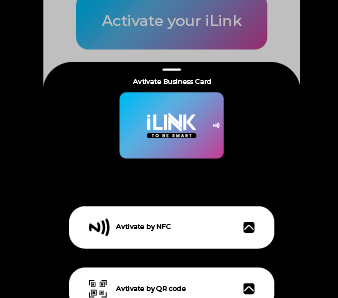 Activate your iLink
Avtivate Business Card
iLINK
TO BE SMART
Avtivate by NFC
Avtivate by QR code